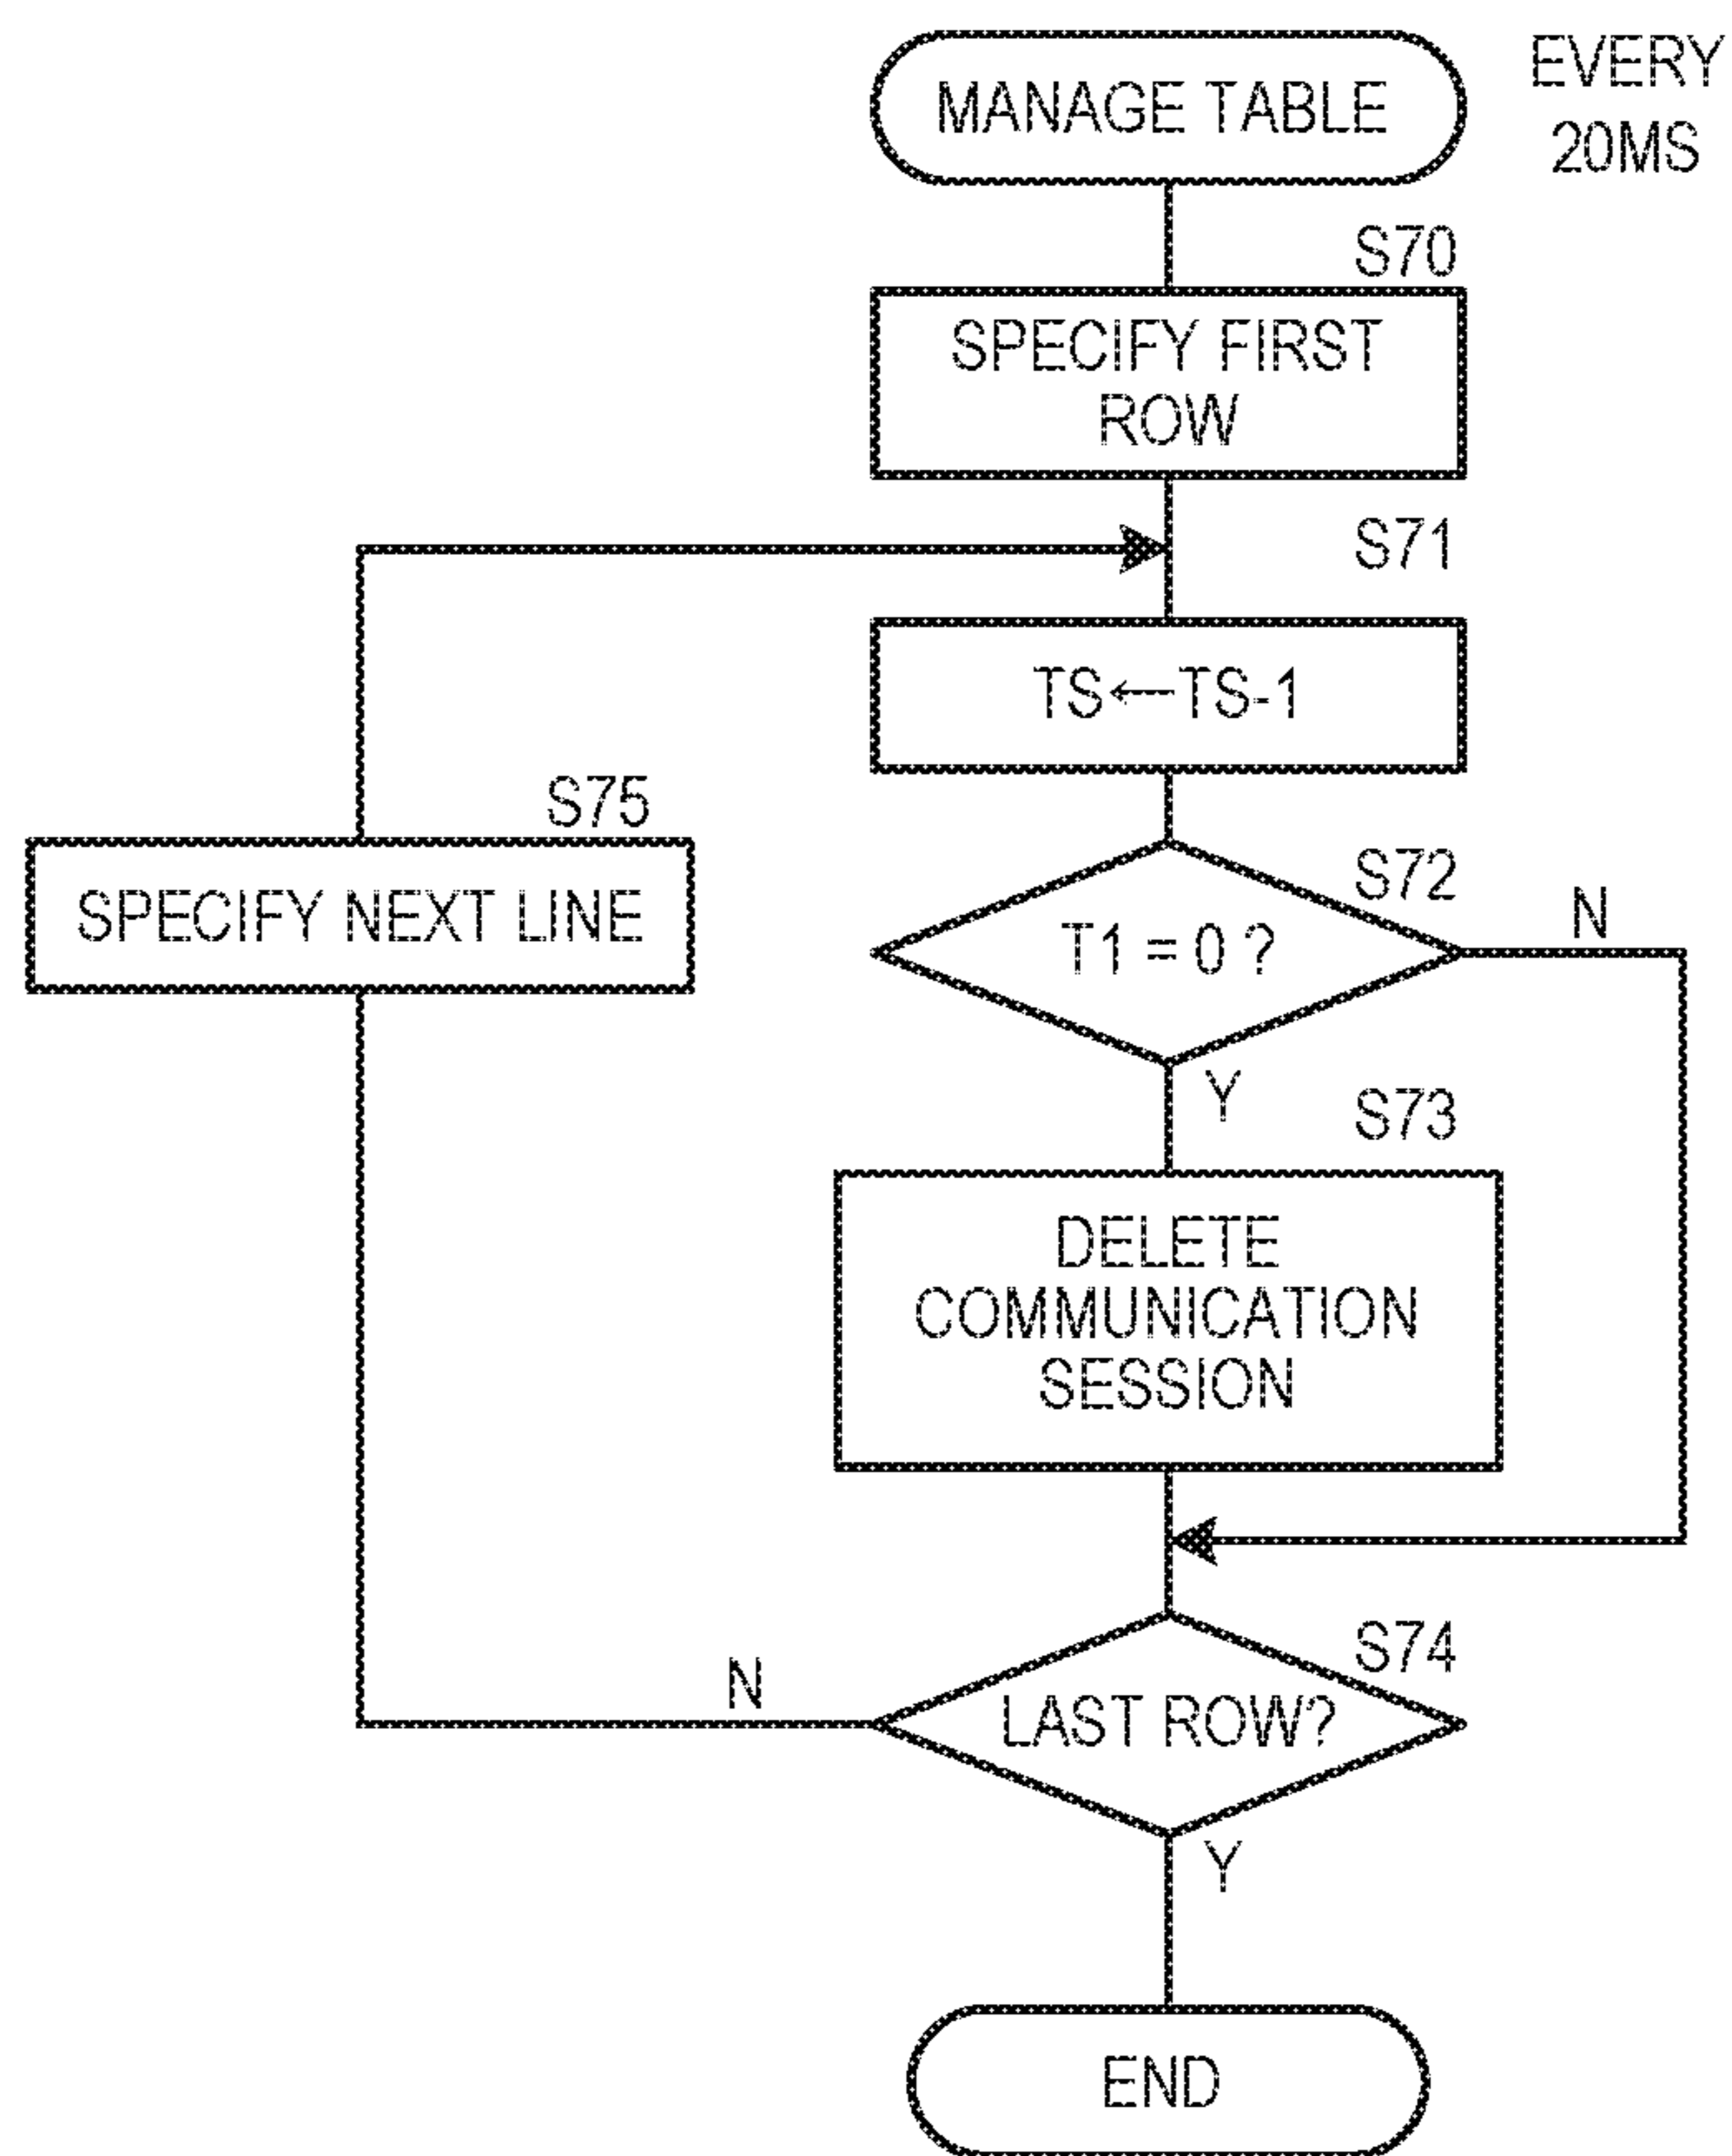 MANAGE TABLE
EVERY
20MS
S70
SPECIFY FIRST
ROW
S71
TS←TS-1
S75
SPECIFY NEXT LINE
S72
T1 = 0 ?
N
Y
S73
DELETE
COMMUNICATION
SESSION
S74
LAST ROW?
N
Y
END